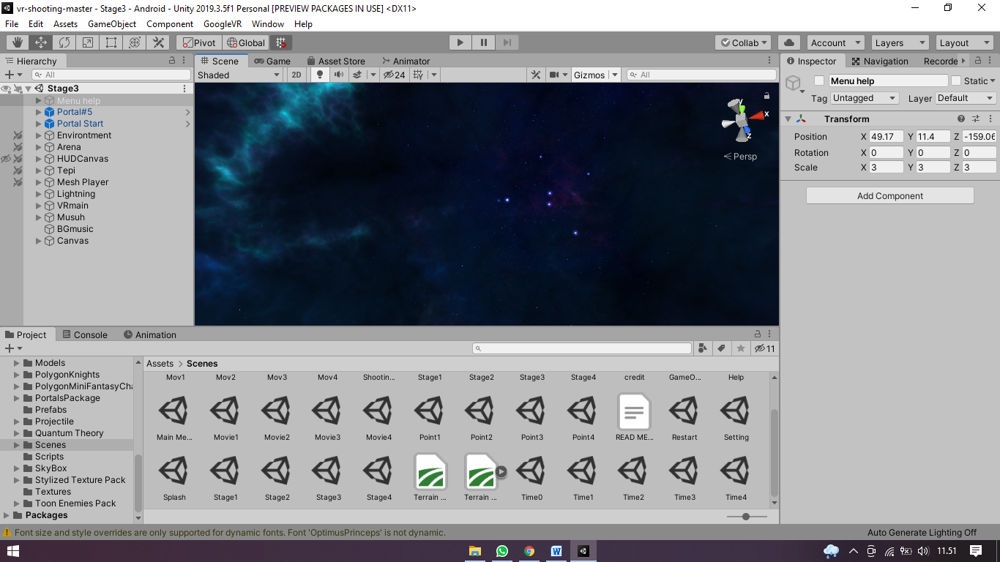 vr-shooting-master - Stage3 - Android - Unity 2019.3.5f1 Personal [PREVIEW PACKAGES IN USE] <DX11>
File Edit Assets GameObject Component GoogleVR Window Help
Pivot Global Collab Account Layers Layout
Hierarchy
All
Stage3
Menu help
Portal#5
Portal Start
Environtment
Arena
HUDCanvas
Tepi
Mesh Player
Lightning
VRmain
Musuh
BGmusic
Canvas
Scene Game Asset Store Animator
Shaded 2D 24 Gizmos All
y
x
z
Persp
Inspector Navigation Recorde
Menu help Static
Tag Untagged Layer Default
Transform
Position X 49.17 Y 11.4 Z -159.06
Rotation X 0 Y 0 Z 0
Scale X 3 Y 3 Z 3
Add Component
Project Console Animation
11
Models
PolygonKnights
PolygonMiniFantasyCha
PortalsPackage
Prefabs
Projectile
Quantum Theory
Scenes
Scripts
SkyBox
Stylized Texture Pack
Textures
Toon Enemies Pack
Packages
Assets > Scenes
Mov1 Mov2 Mov3 Mov4 Shootin... Stage1 Stage2 Stage3 Stage4 credit GameO... Help
Main Me... Movie1 Movie2 Movie3 Movie4 Point1 Point2 Point3 Point4 READ ME... Restart Setting
Splash Stage1 Stage2 Stage3 Stage4 Terrain ... Terrain ... Time0 Time1 Time2 Time3 Time4
Font size and style overrides are only supported for dynamic fonts. Font 'OptimusPrinceps' is not dynamic.
Auto Generate Lighting Off
11.51